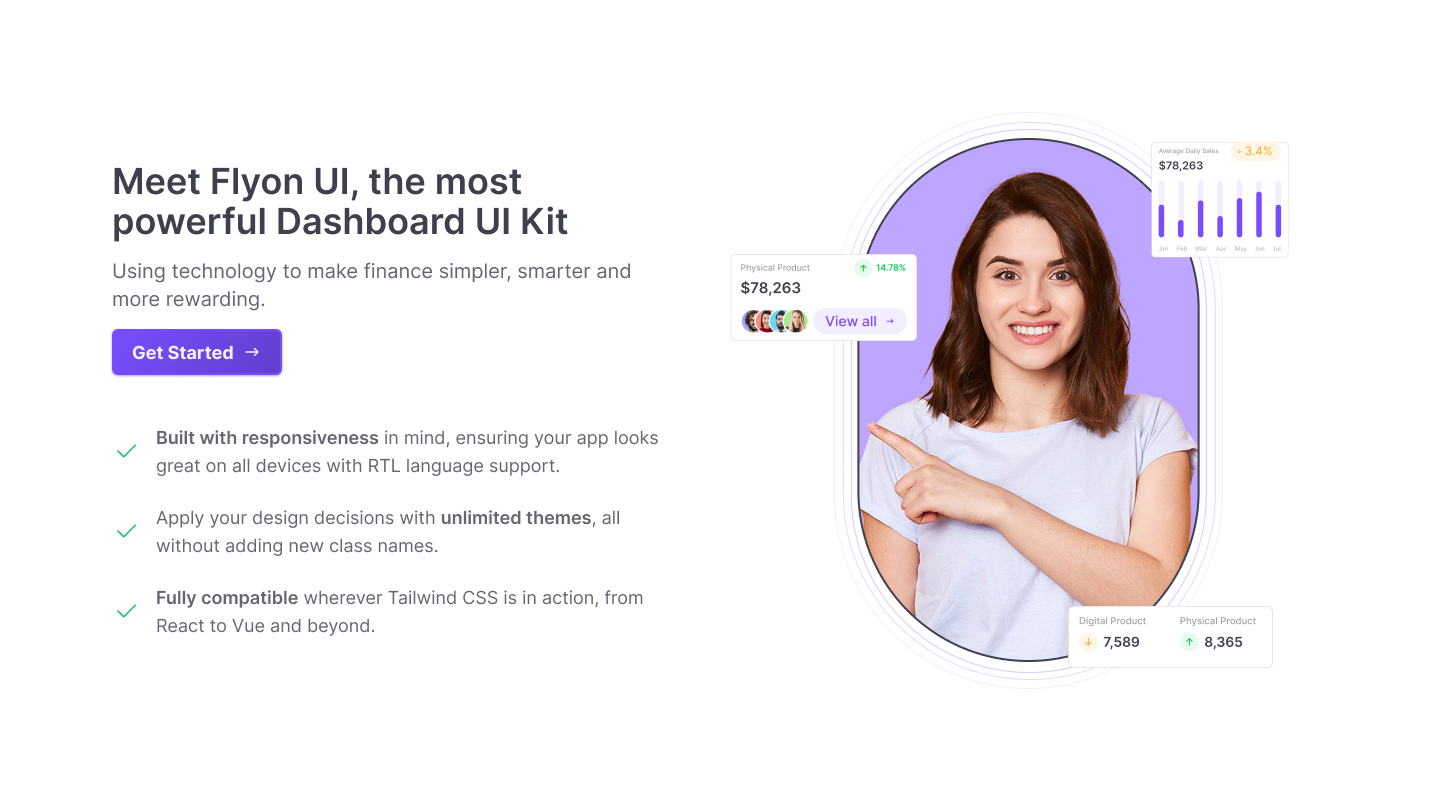 Meet Flyon UI, the most
powerful Dashboard UI Kit
Using technology to make finance simpler, smarter and
more rewarding.
Get Started →
Built with responsiveness in mind, ensuring your app looks
great on all devices with RTL language support.
Apply your design decisions with unlimited themes, all
without adding new class names.
Fully compatible wherever Tailwind CSS is in action, from
React to Vue and beyond.
Average Daily Sales
3.4%
$78,263
Jan Feb Mar Apr May Jun Jul
Physical Product
14.78%
$78,263
View all →
Digital Product Physical Product
7,589 8,365